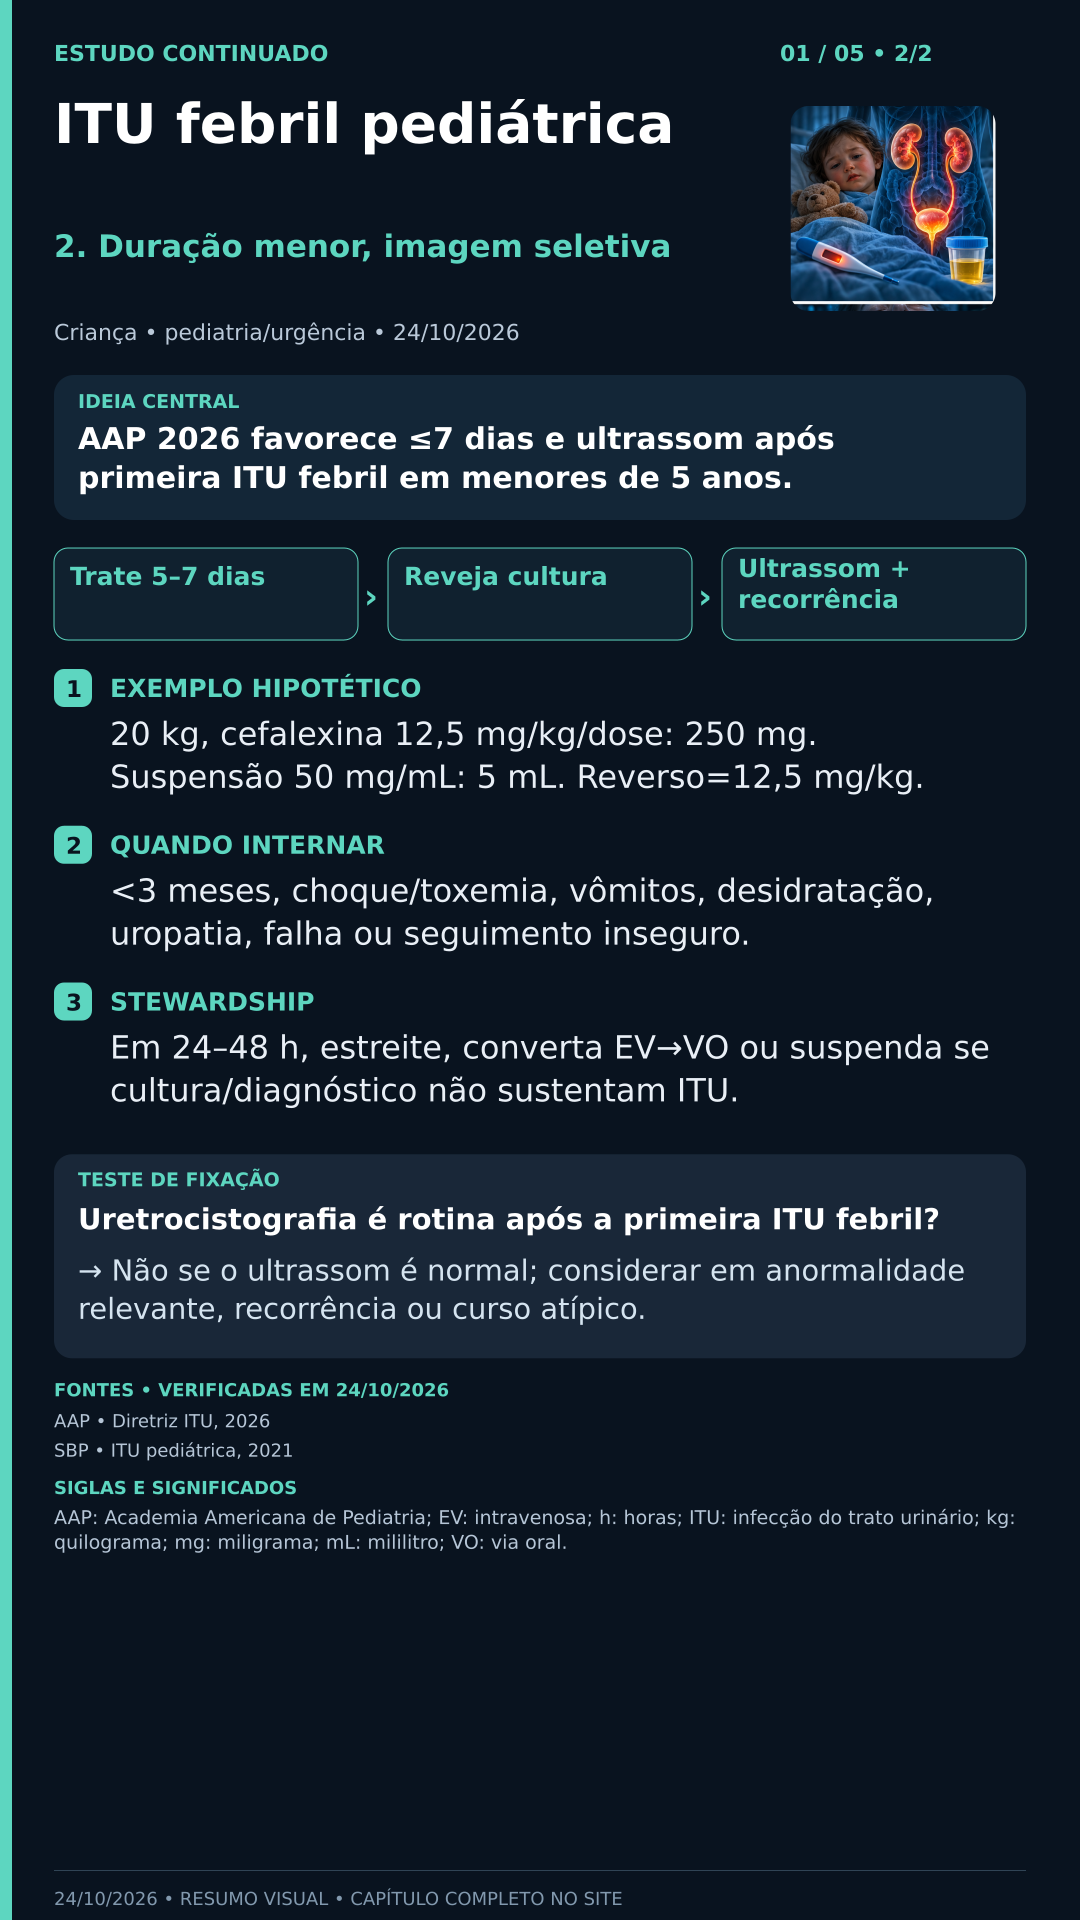 ESTUDO CONTINUADO
01 / 05 • 2/2
ITU febril pediátrica
2. Duração menor, imagem seletiva
Criança • pediatria/urgência • 24/10/2026
IDEIA CENTRAL
AAP 2026 favorece ≤7 dias e ultrassom após
primeira ITU febril em menores de 5 anos.
Trate 5–7 dias
›
Reveja cultura
›
Ultrassom +
recorrência
1 EXEMPLO HIPOTÉTICO
20 kg, cefalexina 12,5 mg/kg/dose: 250 mg.
Suspensão 50 mg/mL: 5 mL. Reverso=12,5 mg/kg.
2 QUANDO INTERNAR
<3 meses, choque/toxemia, vômitos, desidratação,
uropatia, falha ou seguimento inseguro.
3 STEWARDSHIP
Em 24–48 h, estreite, converta EV→VO ou suspenda se
cultura/diagnóstico não sustentam ITU.
TESTE DE FIXAÇÃO
Uretrocistografia é rotina após a primeira ITU febril?
→ Não se o ultrassom é normal; considerar em anormalidade
relevante, recorrência ou curso atípico.
FONTES • VERIFICADAS EM 24/10/2026
AAP • Diretriz ITU, 2026
SBP • ITU pediátrica, 2021
SIGLAS E SIGNIFICADOS
AAP: Academia Americana de Pediatria; EV: intravenosa; h: horas; ITU: infecção do trato urinário; kg:
quilograma; mg: miligrama; mL: mililitro; VO: via oral.
24/10/2026 • RESUMO VISUAL • CAPÍTULO COMPLETO NO SITE